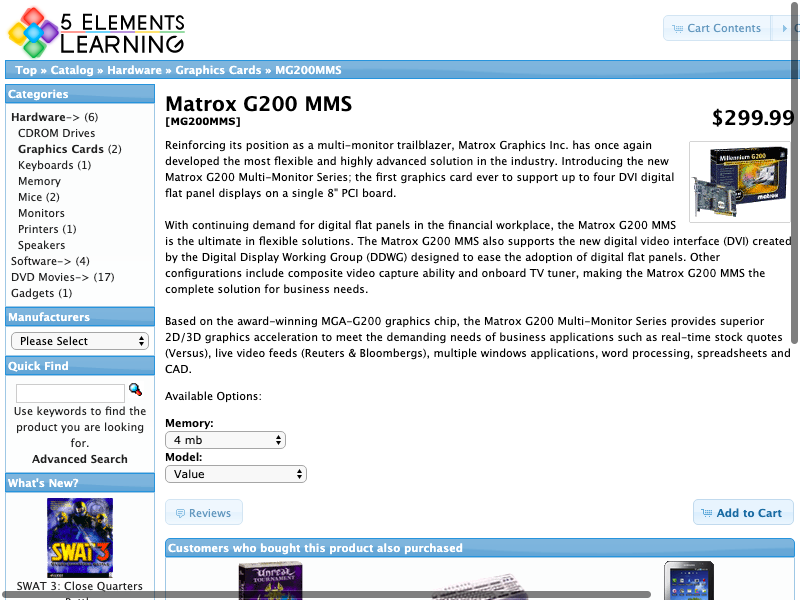 5 ELEMENTS
LEARNING
Cart Contents
Top » Catalog » Hardware » Graphics Cards » MG200MMS
Categories
Hardware-> (6)
CDROM Drives
Graphics Cards (2)
Keyboards (1)
Memory
Mice (2)
Monitors
Printers (1)
Speakers
Software-> (4)
DVD Movies-> (17)
Gadgets (1)
Manufacturers
Please Select
Quick Find
Use keywords to find the
product you are looking
for.
Advanced Search
What's New?
SWAT 3
SWAT 3: Close Quarters
Matrox G200 MMS
[MG200MMS]
$299.99
Reinforcing its position as a multi-monitor trailblazer, Matrox Graphics Inc. has once again
developed the most flexible and highly advanced solution in the industry. Introducing the new
Matrox G200 Multi-Monitor Series; the first graphics card ever to support up to four DVI digital
flat panel displays on a single 8" PCI board.
Millennium G200
matrox
With continuing demand for digital flat panels in the financial workplace, the Matrox G200 MMS
is the ultimate in flexible solutions. The Matrox G200 MMS also supports the new digital video interface (DVI) created
by the Digital Display Working Group (DDWG) designed to ease the adoption of digital flat panels. Other
configurations include composite video capture ability and onboard TV tuner, making the Matrox G200 MMS the
complete solution for business needs.
Based on the award-winning MGA-G200 graphics chip, the Matrox G200 Multi-Monitor Series provides superior
2D/3D graphics acceleration to meet the demanding needs of business applications such as real-time stock quotes
(Versus), live video feeds (Reuters & Bloombergs), multiple windows applications, word processing, spreadsheets and
CAD.
Available Options:
Memory:
4 mb
Model:
Value
Reviews
Add to Cart
Customers who bought this product also purchased
Unreal
TOURNAMENT